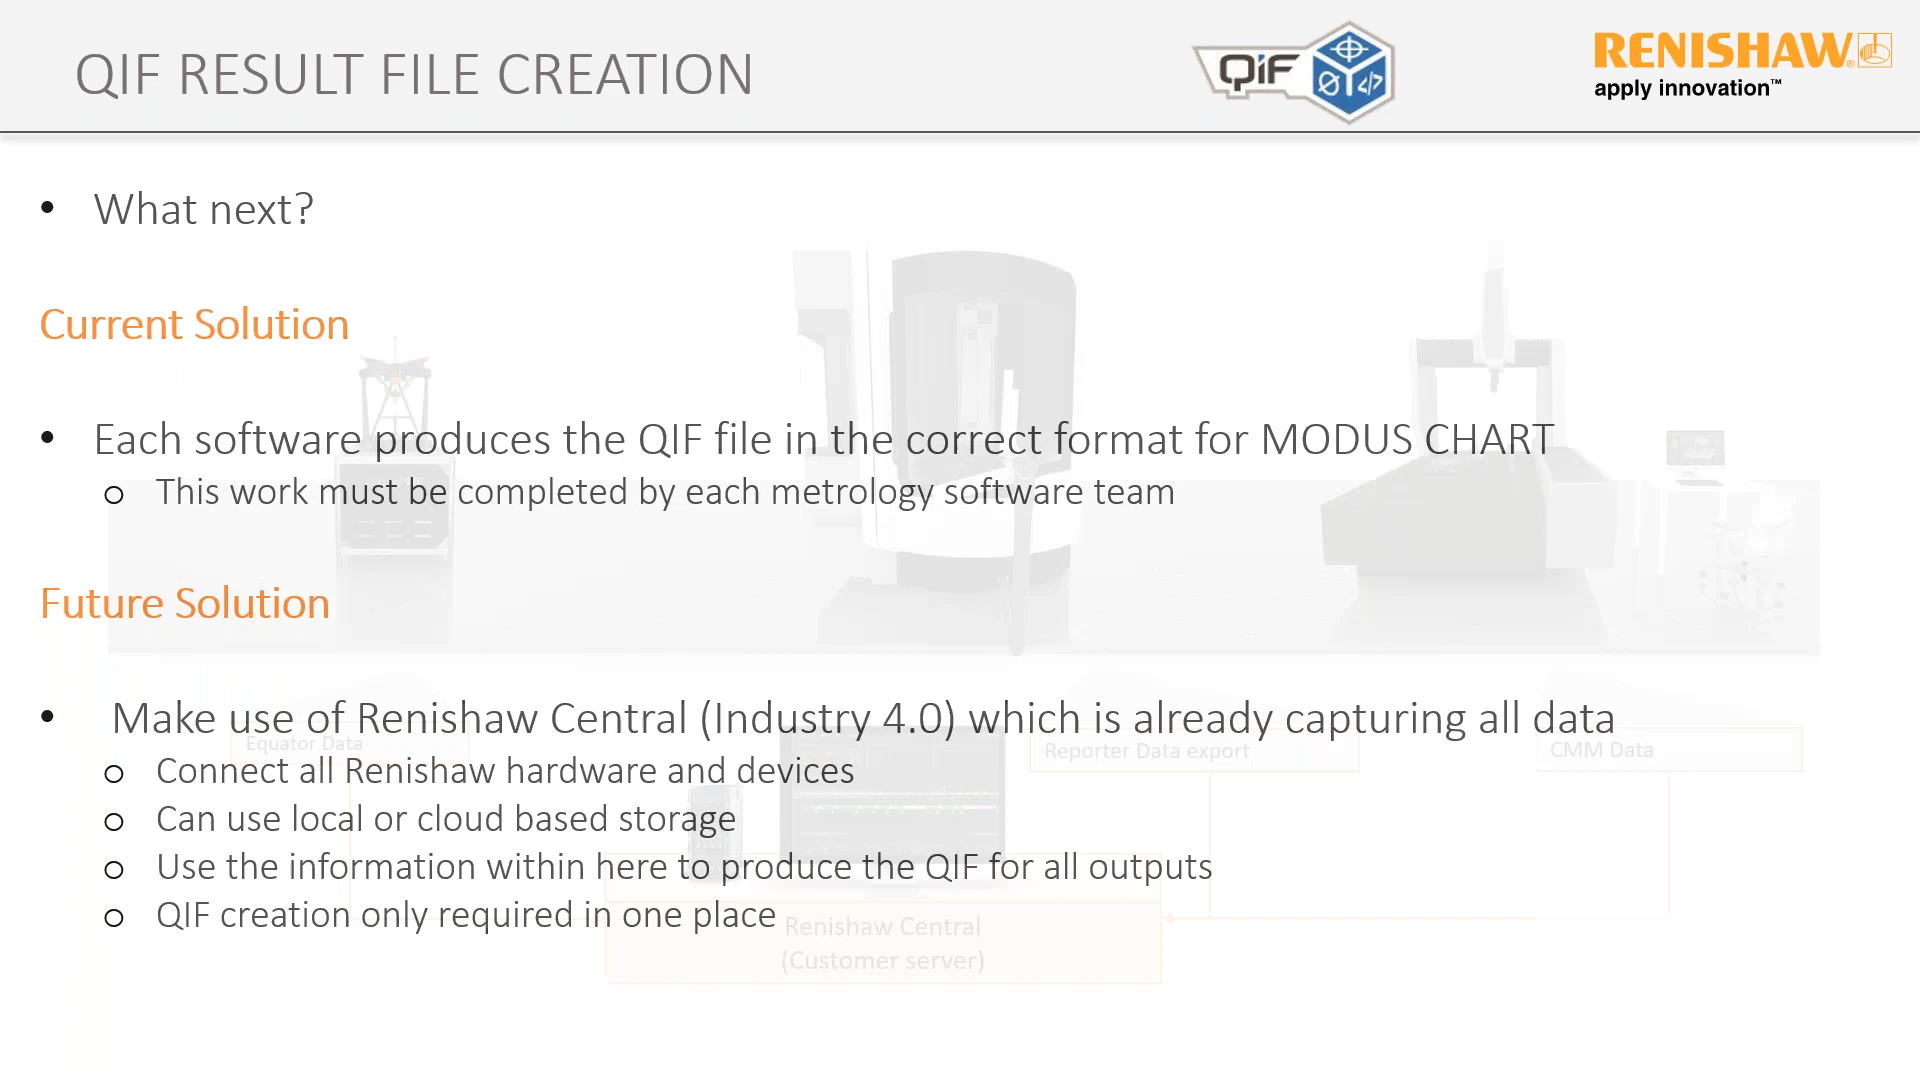 QIF RESULT FILE CREATION
QiF
RENISHAW
apply innovation™
• What next?
Current Solution
• Each software produces the QIF file in the correct format for MODUS CHART
o This work must be completed by each metrology software team
Future Solution
• Make use of Renishaw Central (Industry 4.0) which is already capturing all data
Equator Data
Reporter Data export
CMM Data
o Connect all Renishaw hardware and devices
o Can use local or cloud based storage
o Use the information within here to produce the QIF for all outputs
o QIF creation only required in one place
Renishaw Central
(Customer server)